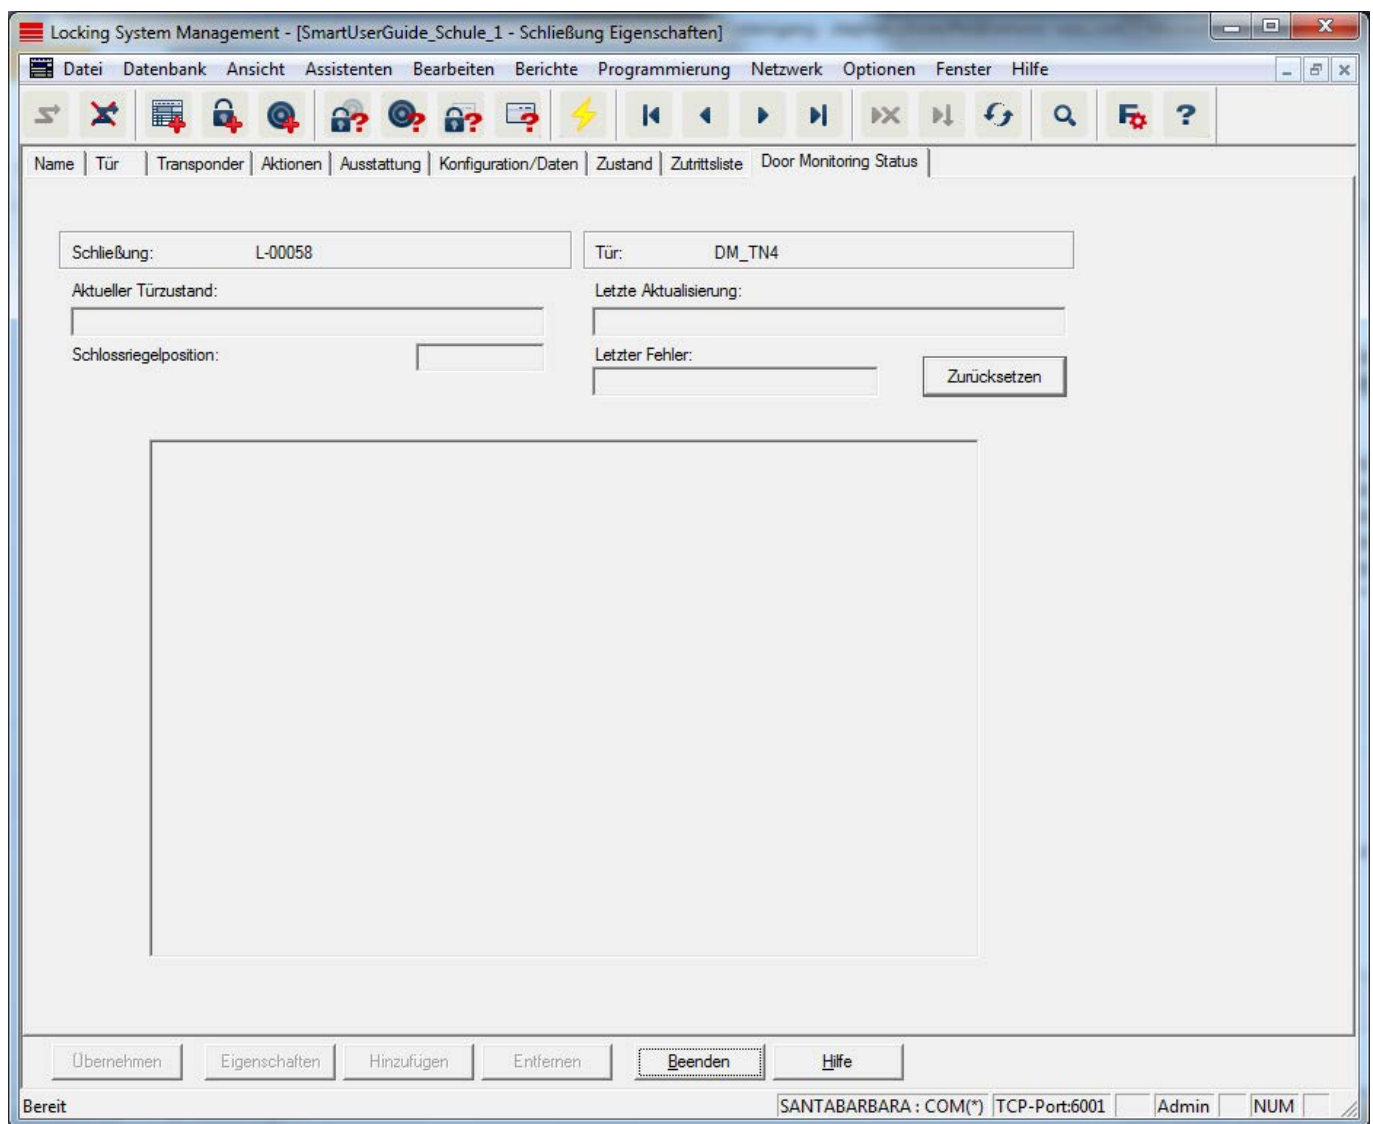 Locking System Management - [SmartUserGuide_Schule_1 - Schließung Eigenschaften]
Datei Datenbank Ansicht Assistenten Bearbeiten Berichte Programmierung Netzwerk Optionen Fenster Hilfe
Name Tür Transponder Aktionen Ausstattung Konfiguration/Daten Zustand Zutrittsliste Door Monitoring Status
Schließung: L-00058 Tür: DM_TN4
Aktueller Türzustand: Letzte Aktualisierung:
Schlossriegelposition: Letzter Fehler:
Zurücksetzen
Übernehmen Eigenschaften Hinzufügen Entfernen Beenden Hilfe
Bereit SANTABARBARA : COM(*) TCP-Port:6001 Admin NUM